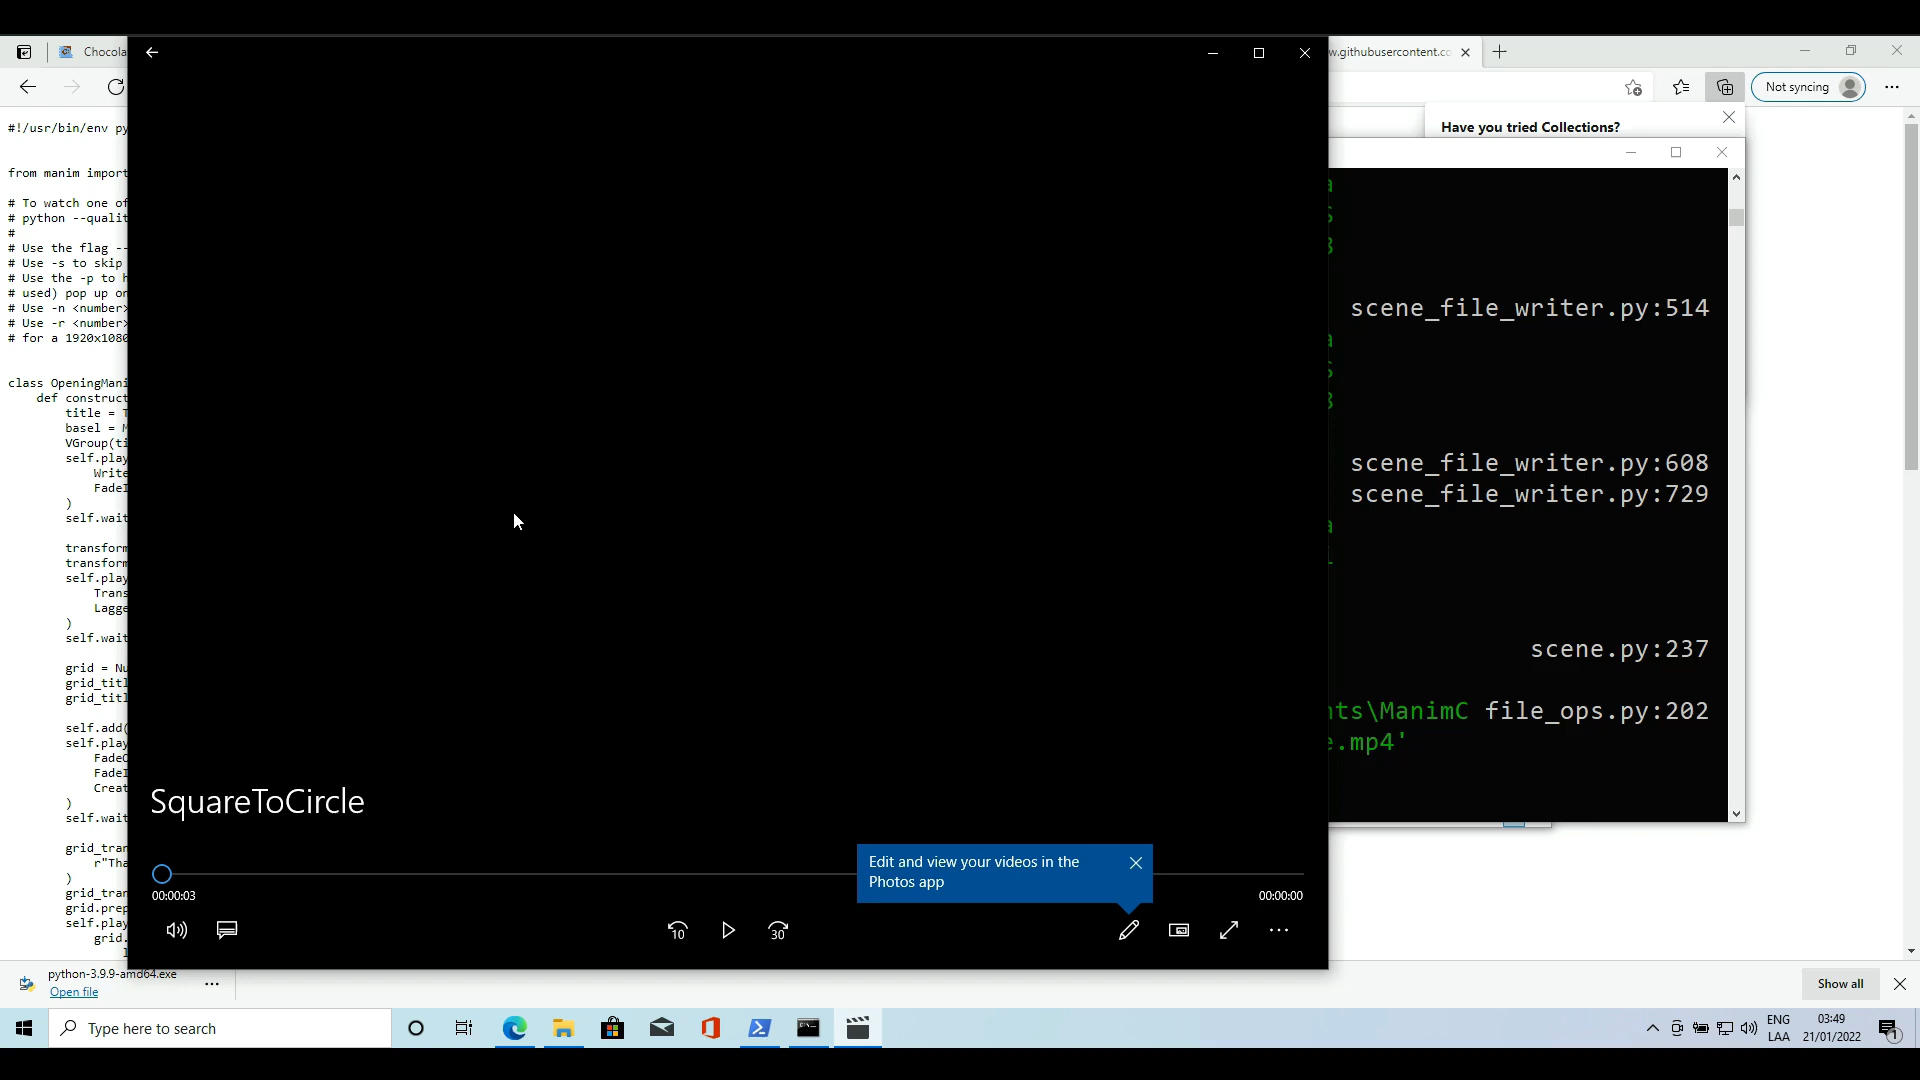 Chocola
w.githubusercontent.co
Not syncing
Have you tried Collections?
#!/usr/bin/env py
from manim import
# To watch one of
# python --qualit
#
# Use the flag --
# Use -s to skip
# Use the -p to h
# used) pop up on
# Use -n <number>
# Use -r <number>
# for a 1920x1080
class OpeningMani
def construct
title = T
basel = M
VGroup(ti
self.play
Write
FadeI
)
self.wait
transform
transform
self.play
Trans
Lagge
)
self.wait
grid = Nu
grid_titl
grid_titl
self.add(
self.play
FadeO
FadeI
Creat
)
self.wait
grid_tran
r"Tha
)
grid_tran
grid.prep
self.play
grid.
scene_file_writer.py:514
scene_file_writer.py:608
scene_file_writer.py:729
scene.py:237
nts\ManimC file_ops.py:202
e.mp4'
SquareToCircle
Edit and view your videos in the
Photos app
00:00:03
00:00:00
10
30
python-3.9.9-amd64.exe
Open file
Show all
Type here to search
ENG
LAA
03:49
21/01/2022
1